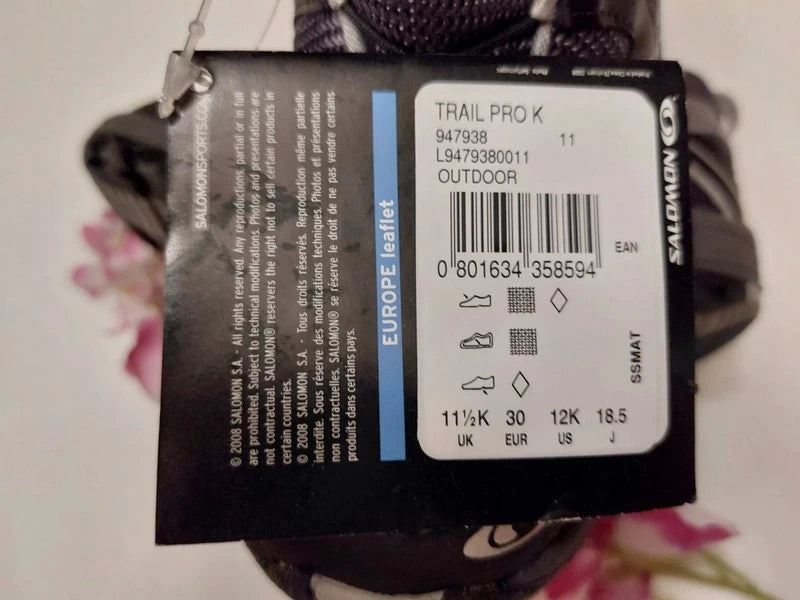 TRAIL PRO K
947938 11
L9479380011
OUTDOOR
EAN
0 801634 358594
SSMAT
11½K 30 12K 18.5
UK EUR US J
SALOMON
EUROPE leaflet
SALOMONSPORTS.CO
© 2008 SALOMON S.A. - All rights reserved. Any reproductions, partial or in full
are prohibited. Subject to technical modifications. Photos and presentations are
not contractual. SALOMON® reserves the right not to sell certain products in
certain countries.
© 2008 SALOMON S.A. - Tous droits réservés. Reproduction même partielle
interdite. Sous réserve des modifications techniques. Photos et présentations
non contractuelles. SALOMON® se réserve le droit de ne pas vendre certains
produits dans certains pays.